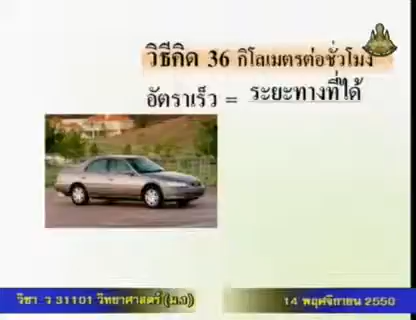 วิธีคิด 36 กิโลเมตรต่อชั่วโมง
อัตราเร็ว = ระยะทางที่ได้
วิชา ว 31101 วิทยาศาสตร์ (ม.๑)
14 พฤศจิกายน 2550